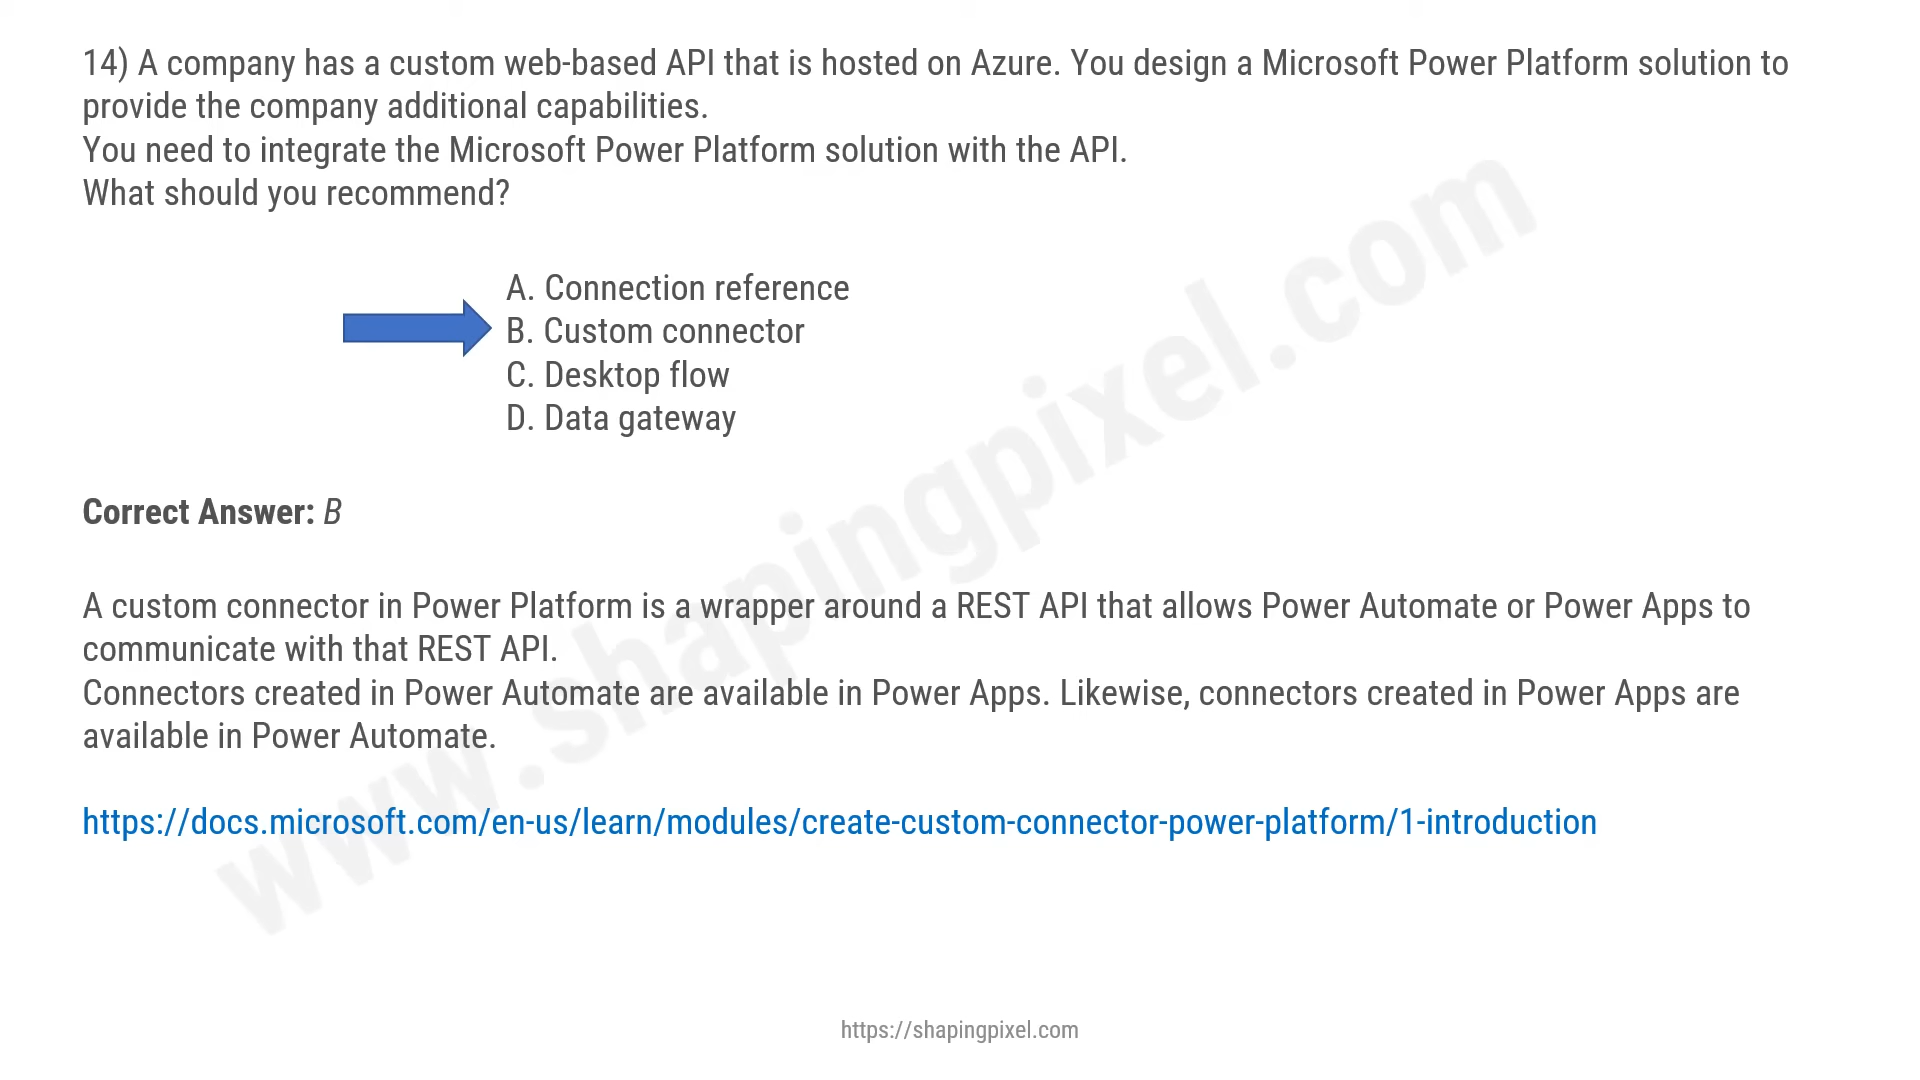 14) A company has a custom web-based API that is hosted on Azure. You design a Microsoft Power Platform solution to
provide the company additional capabilities.
You need to integrate the Microsoft Power Platform solution with the API.
What should you recommend?
A. Connection reference
B. Custom connector
C. Desktop flow
D. Data gateway
Correct Answer: B
A custom connector in Power Platform is a wrapper around a REST API that allows Power Automate or Power Apps to
communicate with that REST API.
Connectors created in Power Automate are available in Power Apps. Likewise, connectors created in Power Apps are
available in Power Automate.
https://docs.microsoft.com/en-us/learn/modules/create-custom-connector-power-platform/1-introduction
www.shapingpixel.com
https://shapingpixel.com